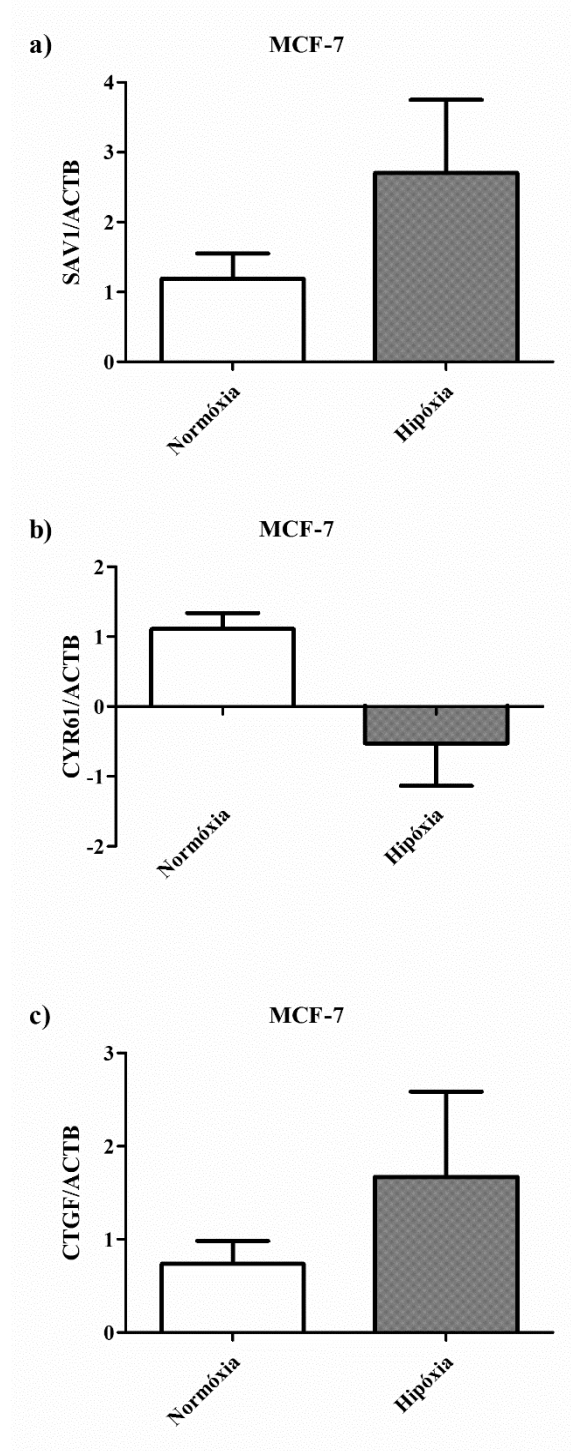 a)
MCF-7
SAV1/ACTB
4
3
2
1
0
Normóxia
Hipóxia
b)
MCF-7
CYR61/ACTB
2
1
0
-1
-2
Normóxia
Hipóxia
c)
MCF-7
CTGF/ACTB
3
2
1
0
Normóxia
Hipóxia